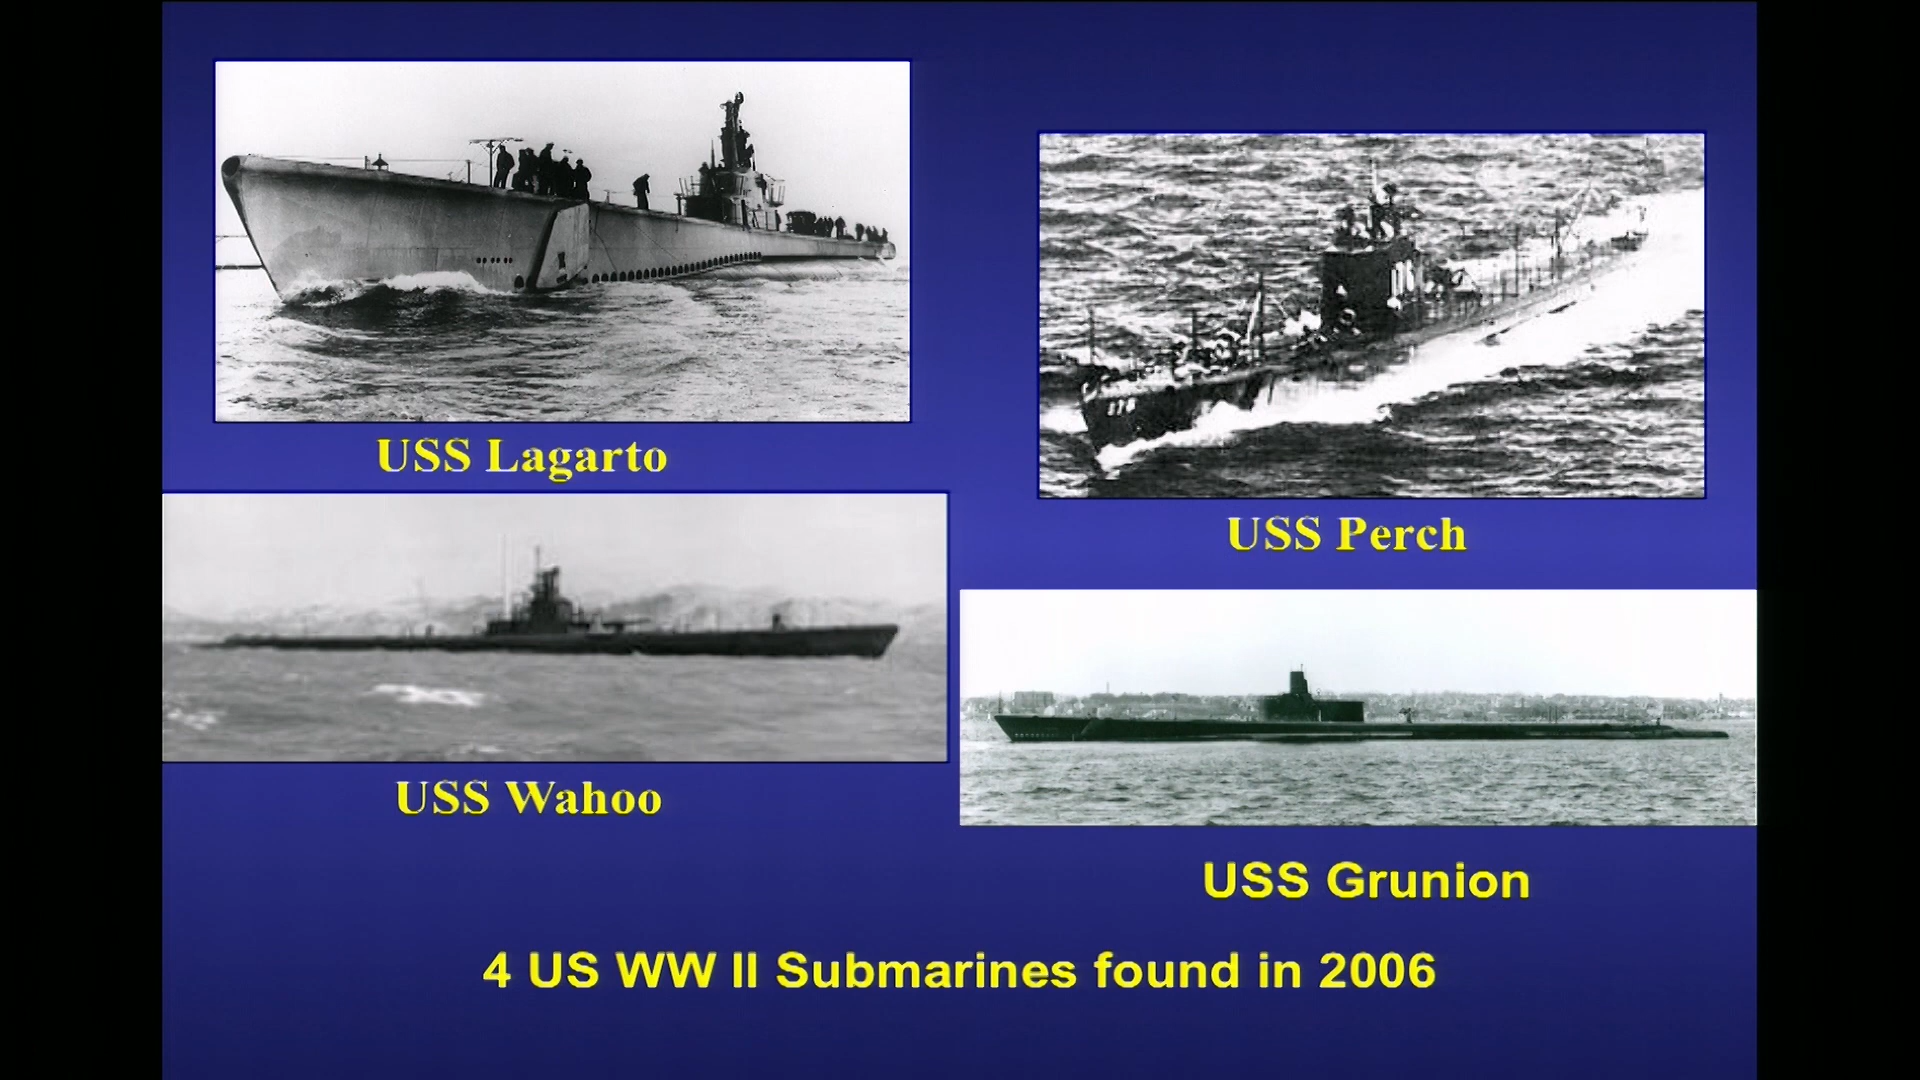 USS Lagarto
USS Perch
USS Wahoo
USS Grunion
4 US WW II Submarines found in 2006